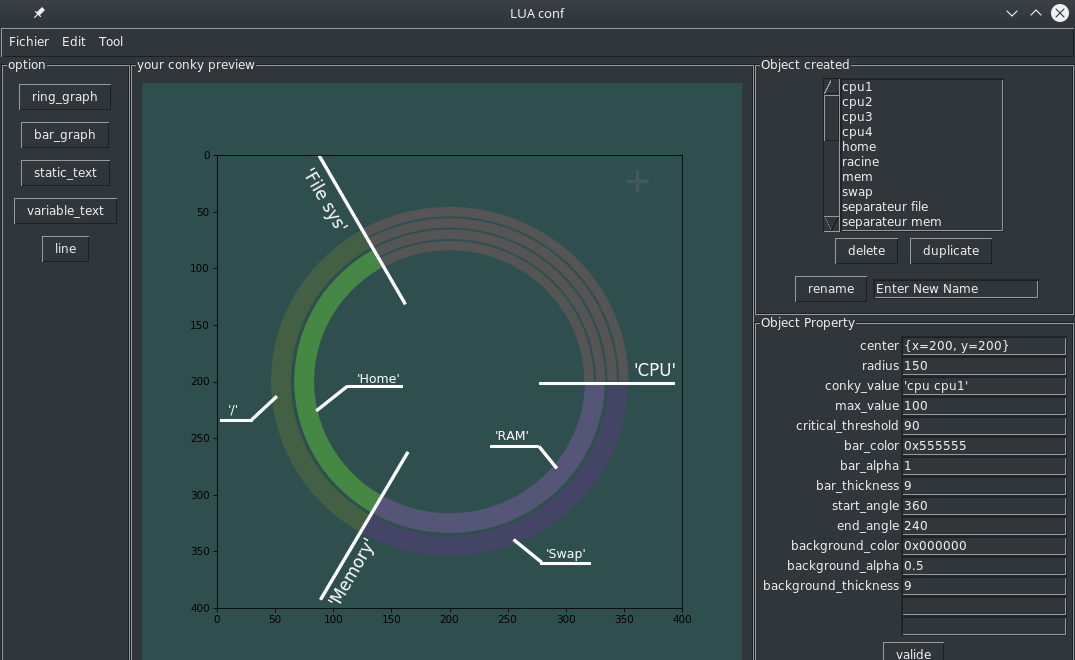 LUA conf
Fichier Edit Tool
option
ring_graph
bar_graph
static_text
variable_text
line
your conky preview
0
50
100
150
200
250
300
350
400
0 50 100 150 200 250 300 350 400
'File sys'
'CPU'
'Home'
'/'
'RAM'
'Swap'
'Memory'
Object created
cpu1
cpu2
cpu3
cpu4
home
racine
mem
swap
separateur file
separateur mem
delete duplicate
rename Enter New Name
Object Property
center {x=200, y=200}
radius 150
conky_value 'cpu cpu1'
max_value 100
critical_threshold 90
bar_color 0x555555
bar_alpha 1
bar_thickness 9
start_angle 360
end_angle 240
background_color 0x000000
background_alpha 0.5
background_thickness 9
valide